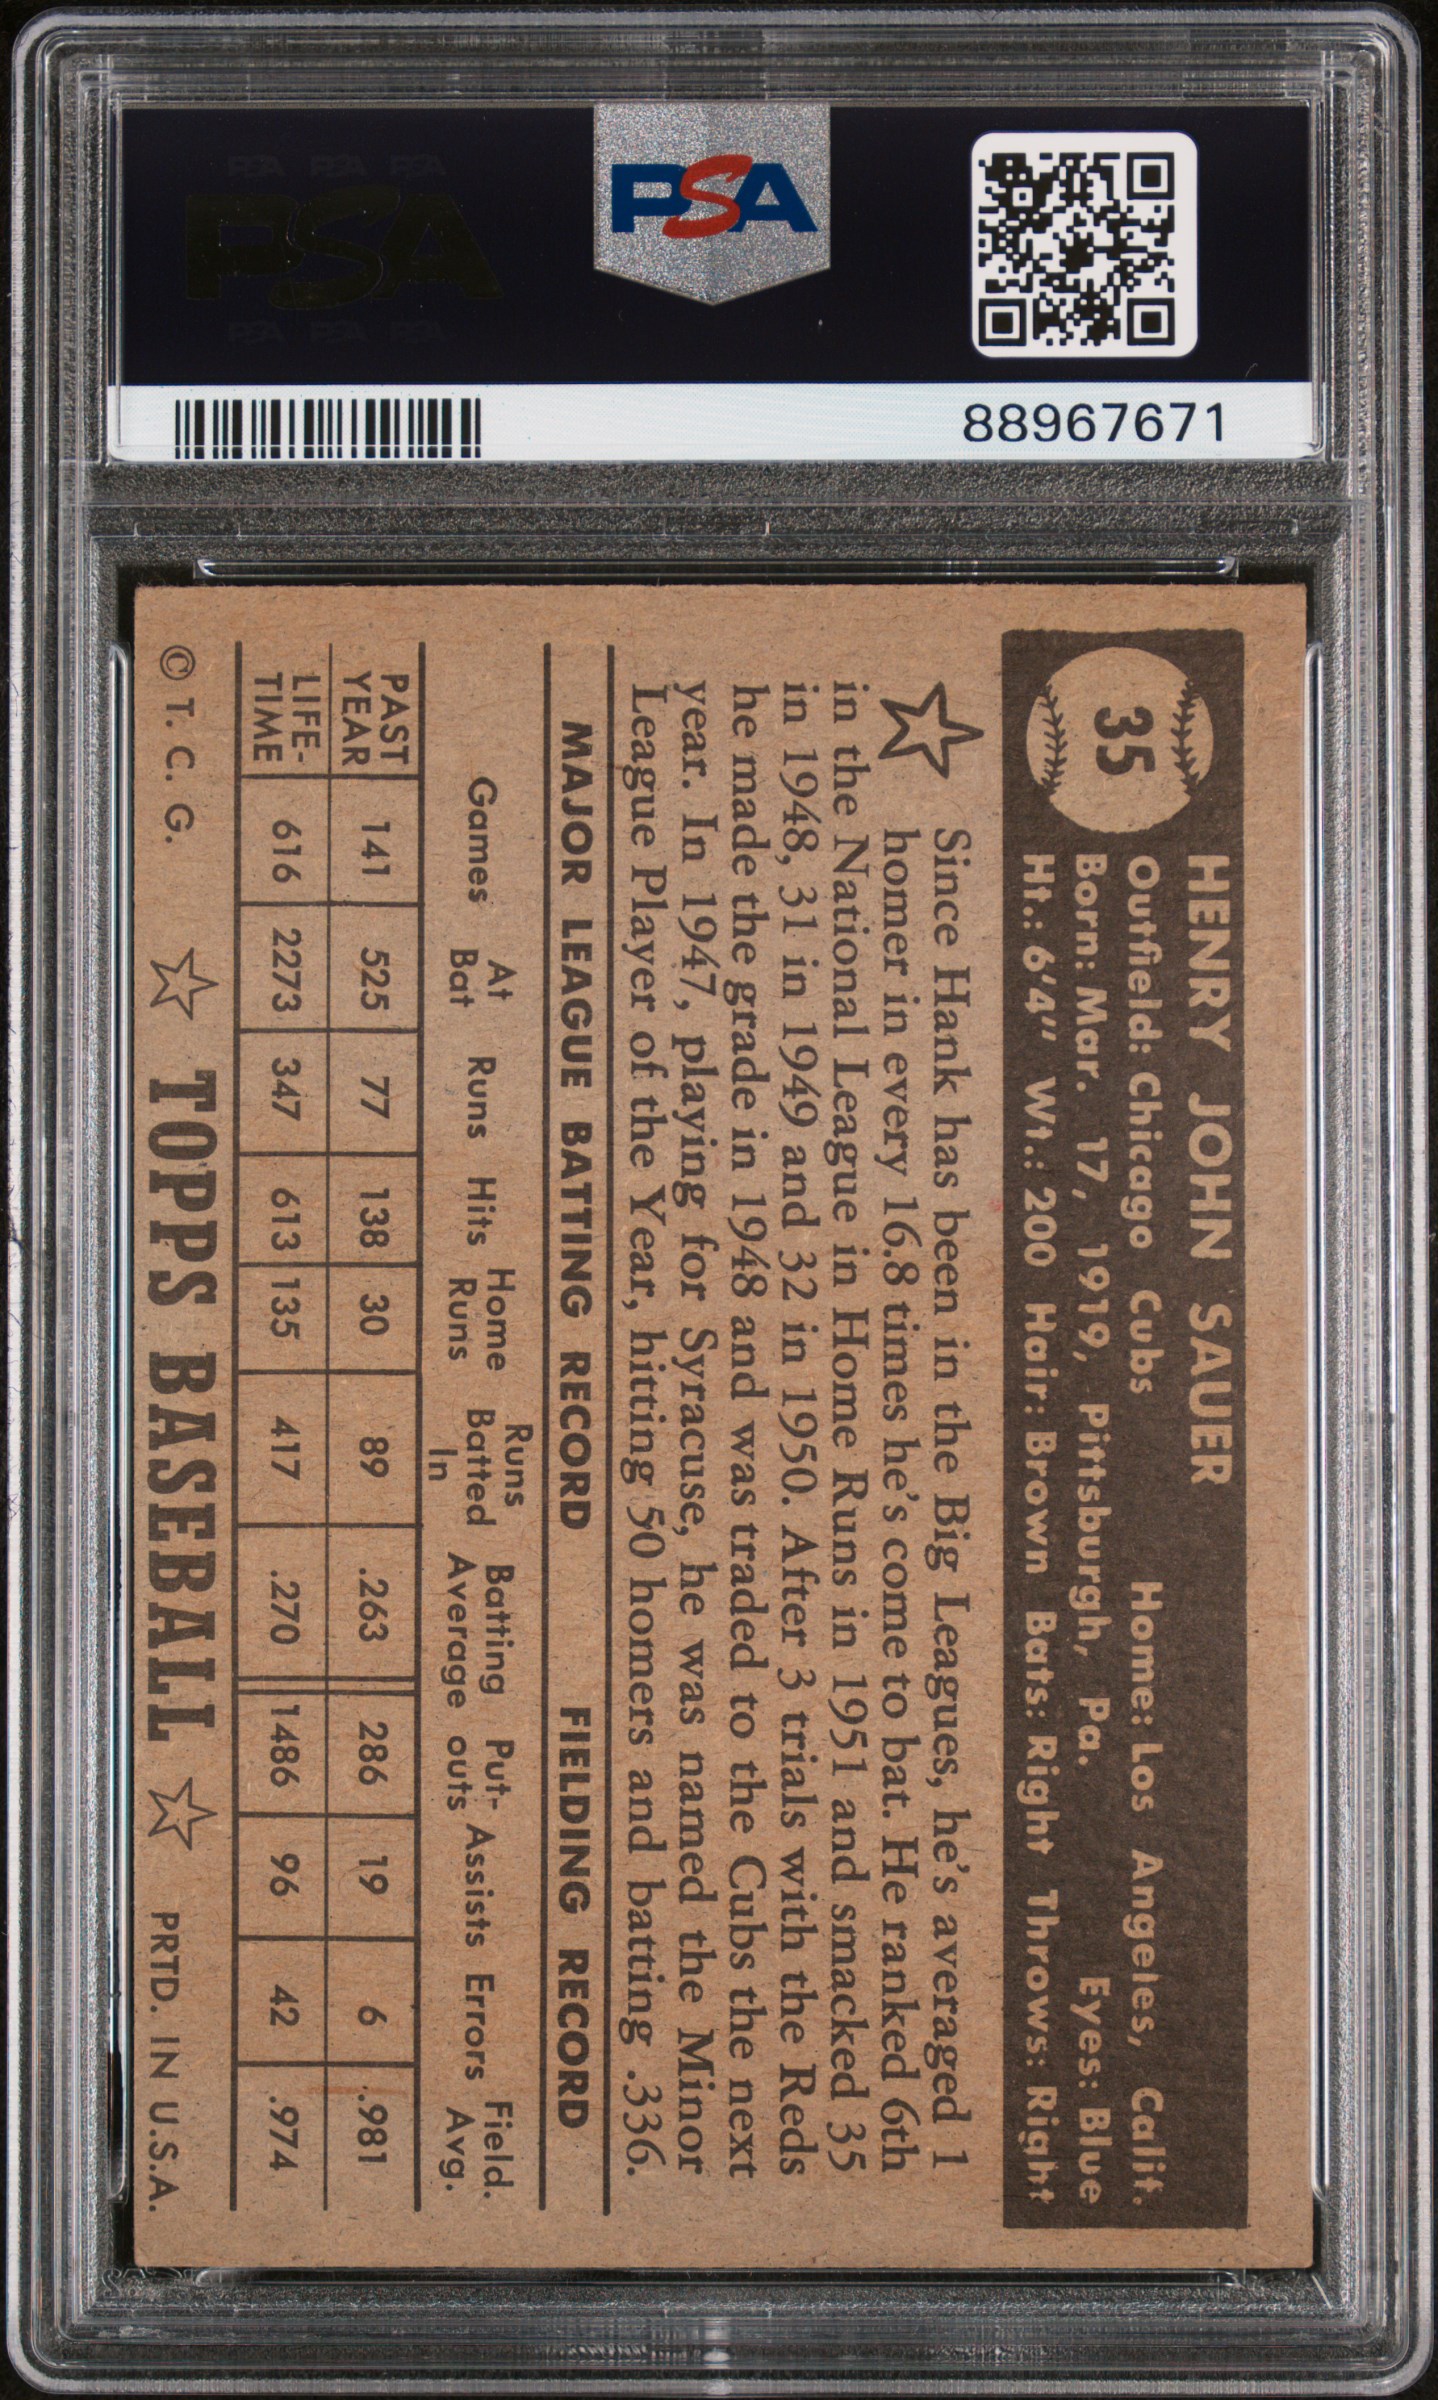 PSA PSA PSA
PSA
PSA PSA PSA
PSA
88967671
35
HENRY JOHN SAUER
Outfield: Chicago Cubs Home: Los Angeles, Calif.
Born: Mar. 17, 1919, Pittsburgh, Pa. Eyes: Blue
Ht.: 6'4" Wt.: 200 Hair: Brown Bats: Right Throws: Right
Since Hank has been in the Big Leagues, he's averaged 1
homer in every 16.8 times he's come to bat. He ranked 6th
in the National League in Home Runs in 1951 and smacked 35
in 1948, 31 in 1949 and 32 in 1950. After 3 trials with the Reds
he made the grade in 1948 and was traded to the Cubs the next
year. In 1947, playing for Syracuse, he was named the Minor
League Player of the Year, hitting 50 homers and batting .336.
MAJOR LEAGUE BATTING RECORD FIELDING RECORD
Games At Bat Runs Hits Home Runs Runs Batted In Batting Average Put-outs Assists Errors Field. Avg.
PAST YEAR 141 525 77 138 30 89 .263 286 19 6 .981
LIFE-TIME 616 2273 347 613 135 417 .270 1486 96 42 .974
© T. C. G. TOPPS BASEBALL PRTD. IN U.S.A.